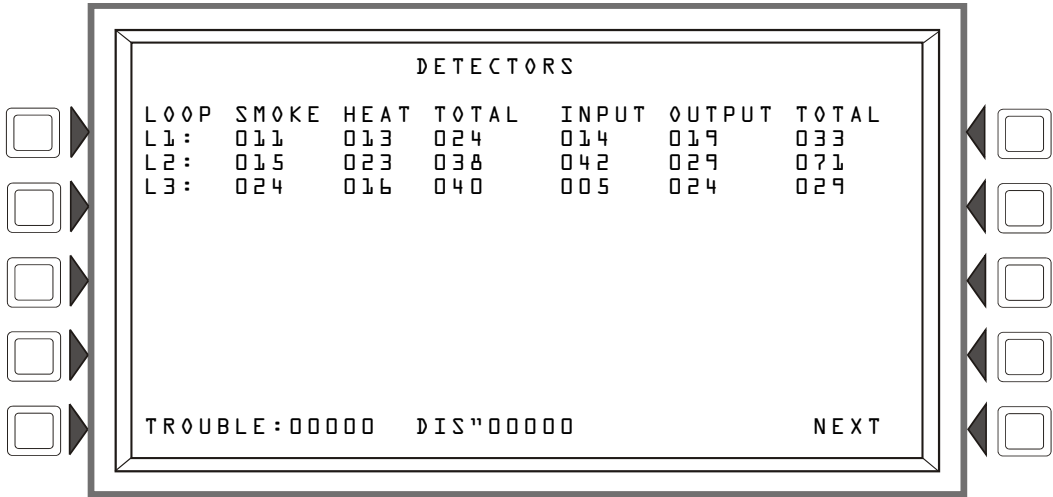 DETECTORS
LOOP SMOKE HEAT TOTAL INPUT OUTPUT TOTAL
L1: 011 013 024 014 019 033
L2: 015 023 038 042 029 071
L3: 024 016 040 005 024 029
TROUBLE:00000 DIS"00000 NEXT